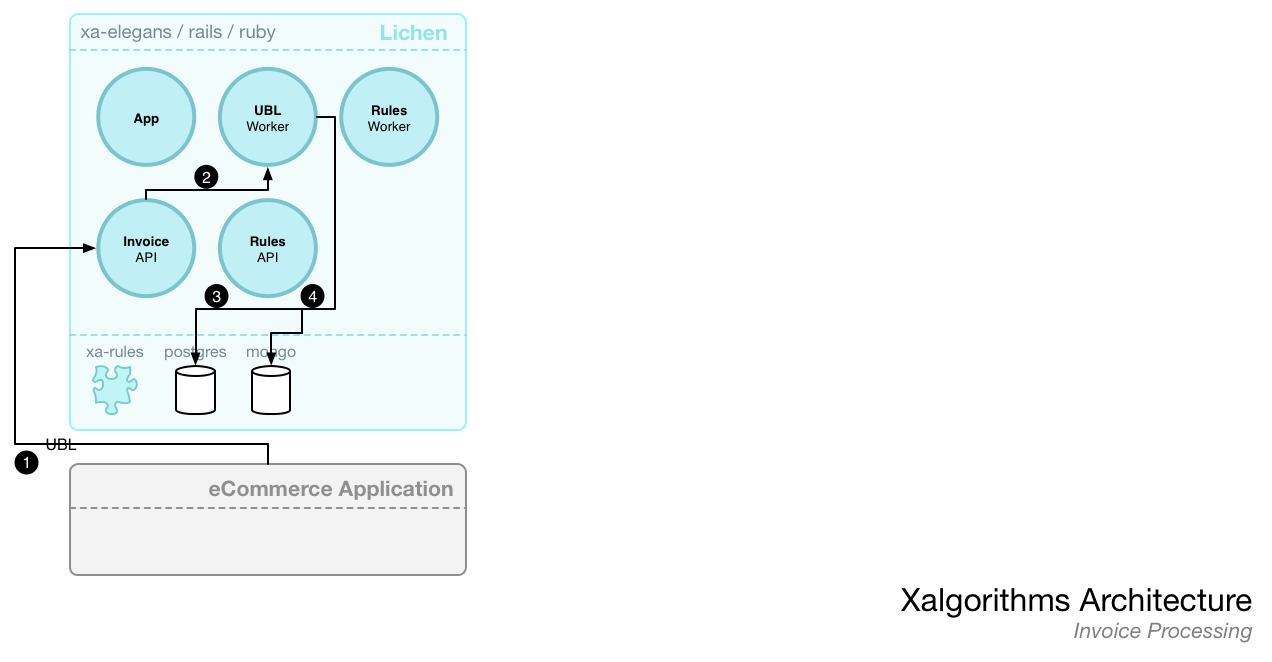 xa-elegans / rails / ruby
Lichen
App
UBL
Worker
Rules
Worker
2
Invoice
API
Rules
API
3
4
xa-rules
postgres
mongo
UBL
1
eCommerce Application
Xalgorithms Architecture
Invoice Processing